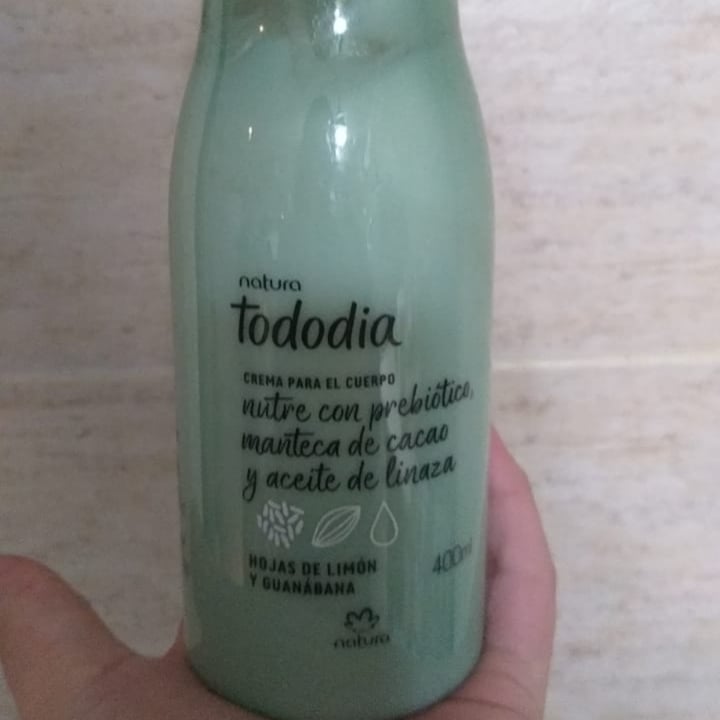 natura
tododia
CREMA PARA EL CUERPO
nutre con prebiótico,
manteca de cacao
y aceite de linaza
HOJAS DE LIMÓN
Y GUANÁBANA
400ml
natura